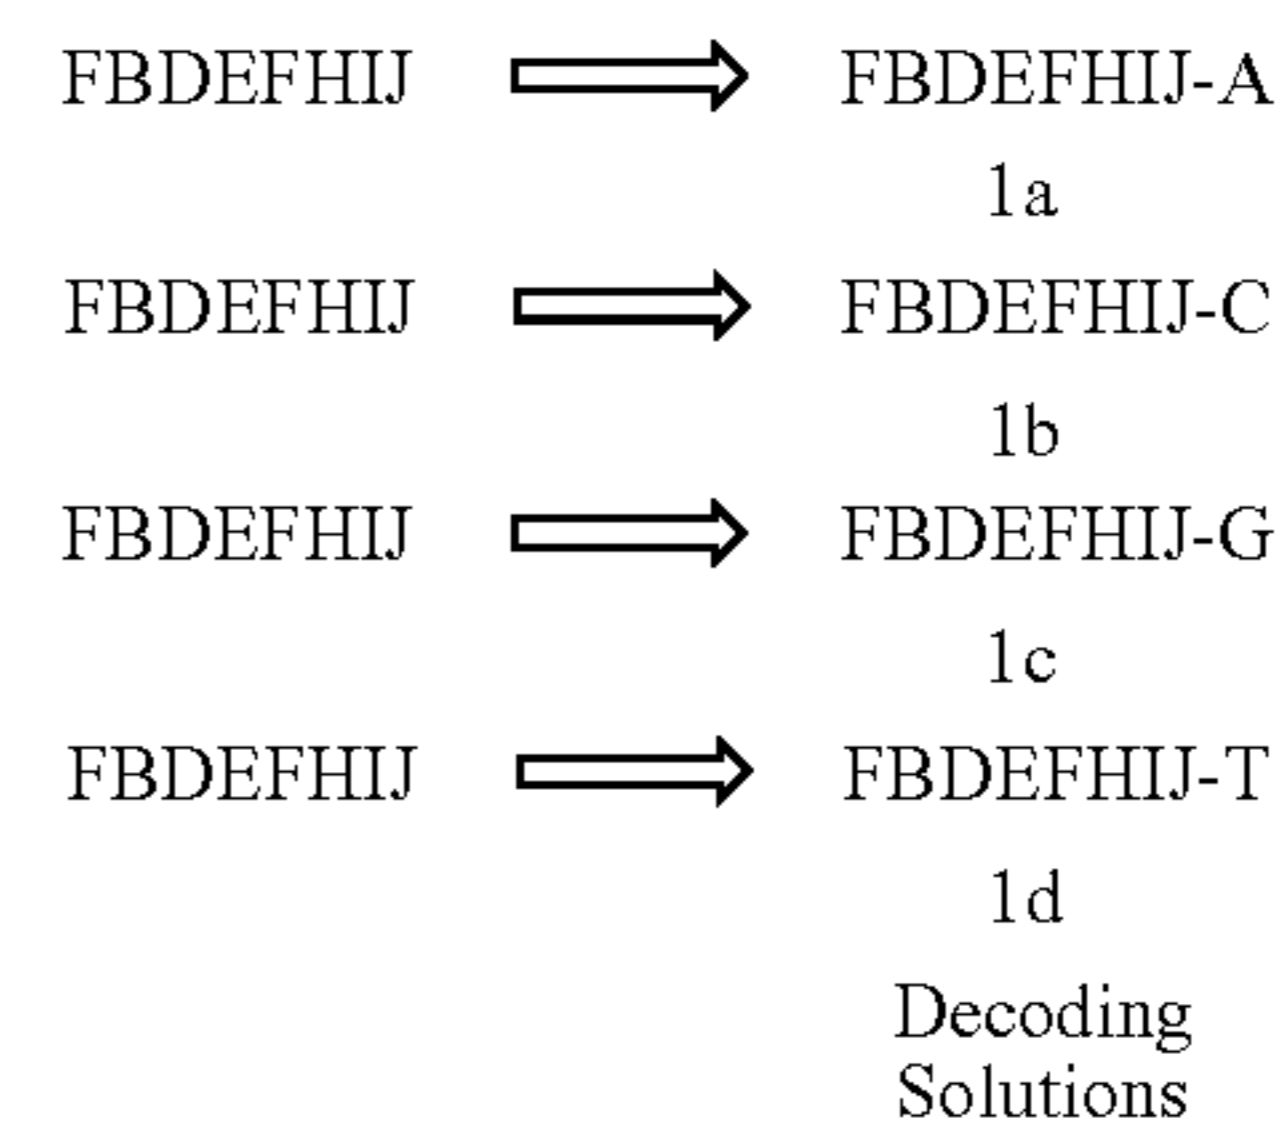 FBDEFHIJ FBDEFHIJ-A
1a
FBDEFHIJ FBDEFHIJ-C
1b
FBDEFHIJ FBDEFHIJ-G
1c
FBDEFHIJ FBDEFHIJ-T
1d
Decoding
Solutions